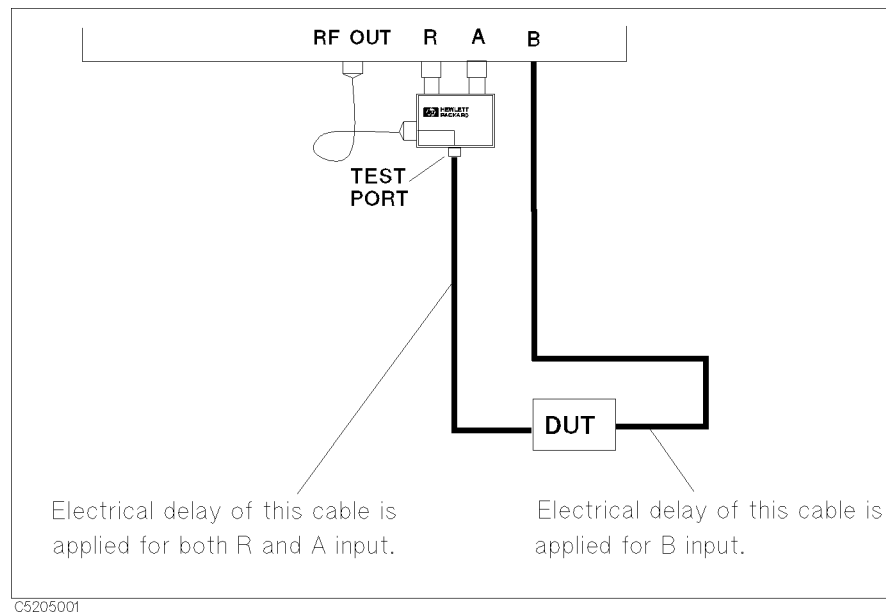 RF OUT R A B
hp HEWLETT
PACKARD
TEST
PORT
DUT
Electrical delay of this cable is
applied for both R and A input.
Electrical delay of this cable is
applied for B input.
C5205001